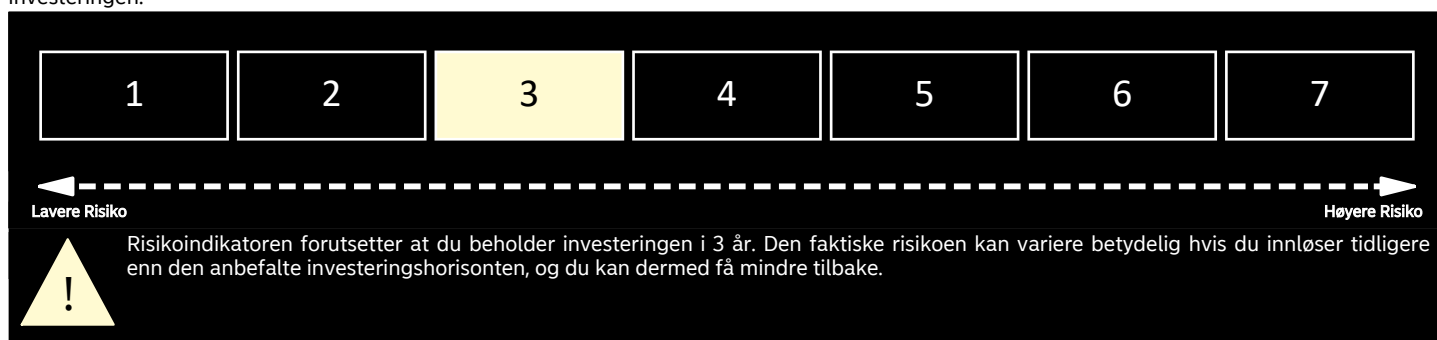 investeringen.
1 2 3 4 5 6 7
Lavere Risiko Høyere Risiko
Risikoindikatoren forutsetter at du beholder investeringen i 3 år. Den faktiske risikoen kan variere betydelig hvis du innløser tidligere
! enn den anbefalte investeringshorisonten, og du kan dermed få mindre tilbake.